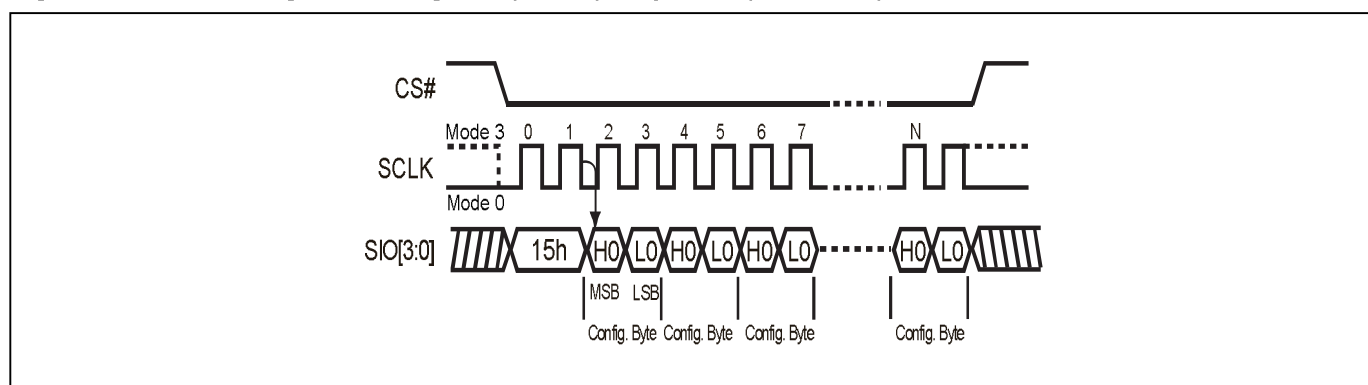 CS#
Mode 3 0 1 2 3 4 5 6 7 N
SCLK
Mode 0
SIO[3:0] 15h H0 L0 H0 L0 H0 L0 H0 L0
MSB LSB
Config. Byte Config. Byte Config. Byte Config. Byte